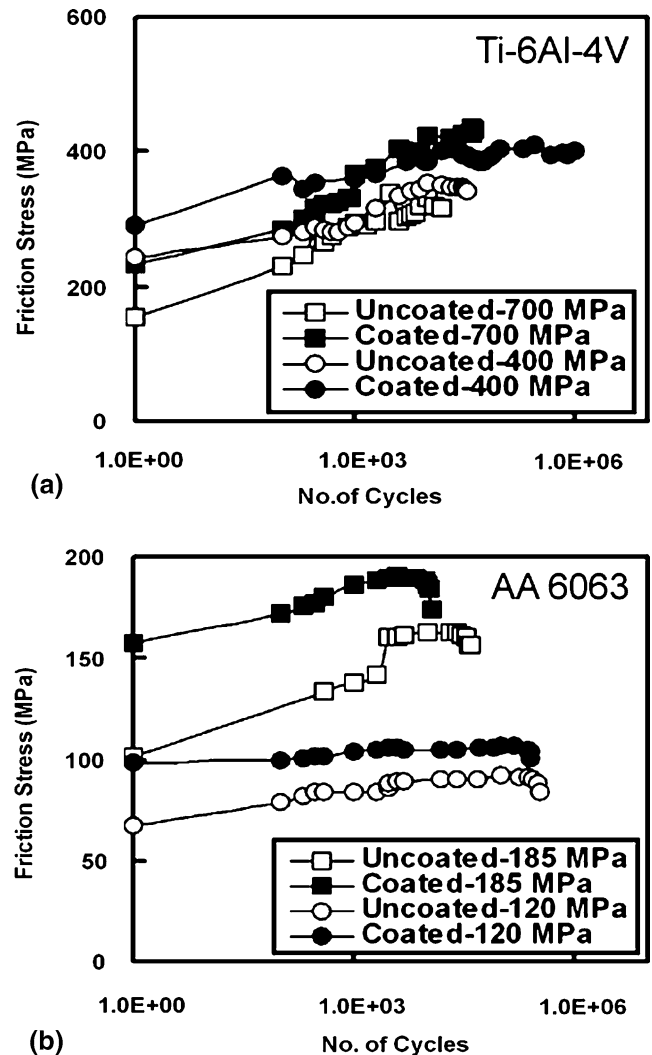 600
Ti-6Al-4V
400
Friction Stress (MPa)
200
Uncoated-700 MPa
Coated-700 MPa
Uncoated-400 MPa
Coated-400 MPa
0
1.0E+00 1.0E+03 1.0E+06
(a)
No.of Cycles
200
AA 6063
150
Friction Stress (MPa)
100
50
Uncoated-185 MPa
Coated-185 MPa
Uncoated-120 MPa
Coated-120 MPa
0
1.0E+00 1.0E+03 1.0E+06
(b)
No. of Cycles